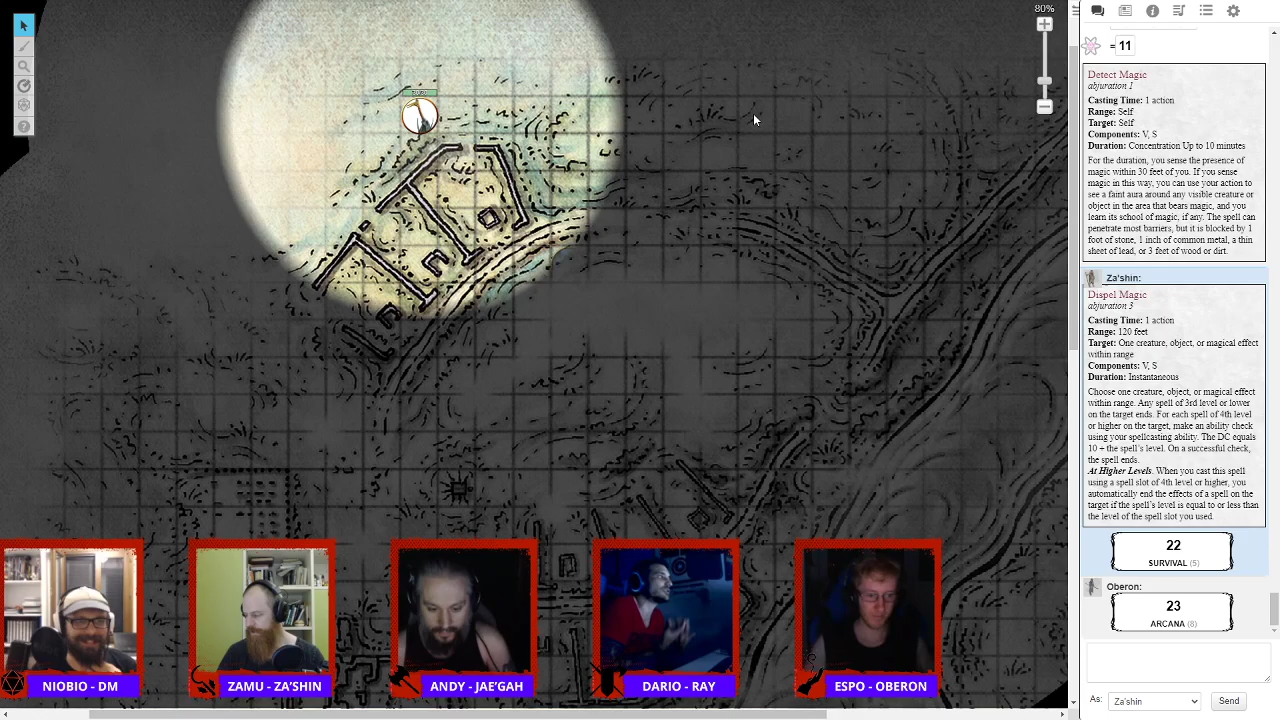 80%
= 11
Detect Magic
abjuration 1
Casting Time: 1 action
Range: Self
Target: Self
Components: V, S
Duration: Concentration Up to 10 minutes
For the duration, you sense the presence of
magic within 30 feet of you. If you sense
magic in this way, you can use your action to
see a faint aura around any visible creature or
object in the area that bears magic, and you
learn its school of magic, if any. The spell can
penetrate most barriers, but it is blocked by 1
foot of stone, 1 inch of common metal, a thin
sheet of lead, or 3 feet of wood or dirt.
Za'shin:
Dispel Magic
abjuration 3
Casting Time: 1 action
Range: 120 feet
Target: One creature, object, or magical effect
within range
Components: V, S
Duration: Instantaneous
Choose one creature, object, or magical effect
within range. Any spell of 3rd level or lower
on the target ends. For each spell of 4th level
or higher on the target, make an ability check
using your spellcasting ability. The DC equals
10 + the spell's level. On a successful check,
the spell ends.
At Higher Levels. When you cast this spell
using a spell slot of 4th level or higher, you
automatically end the effects of a spell on the
target if the spell's level is equal to or less than
the level of the spell slot you used.
22
SURVIVAL (5)
Oberon:
23
ARCANA (8)
As: Za'shin Send
NIOBIO - DM
ZAMU - ZA'SHIN
ANDY - JAE'GAH
DARIO - RAY
ESPO - OBERON